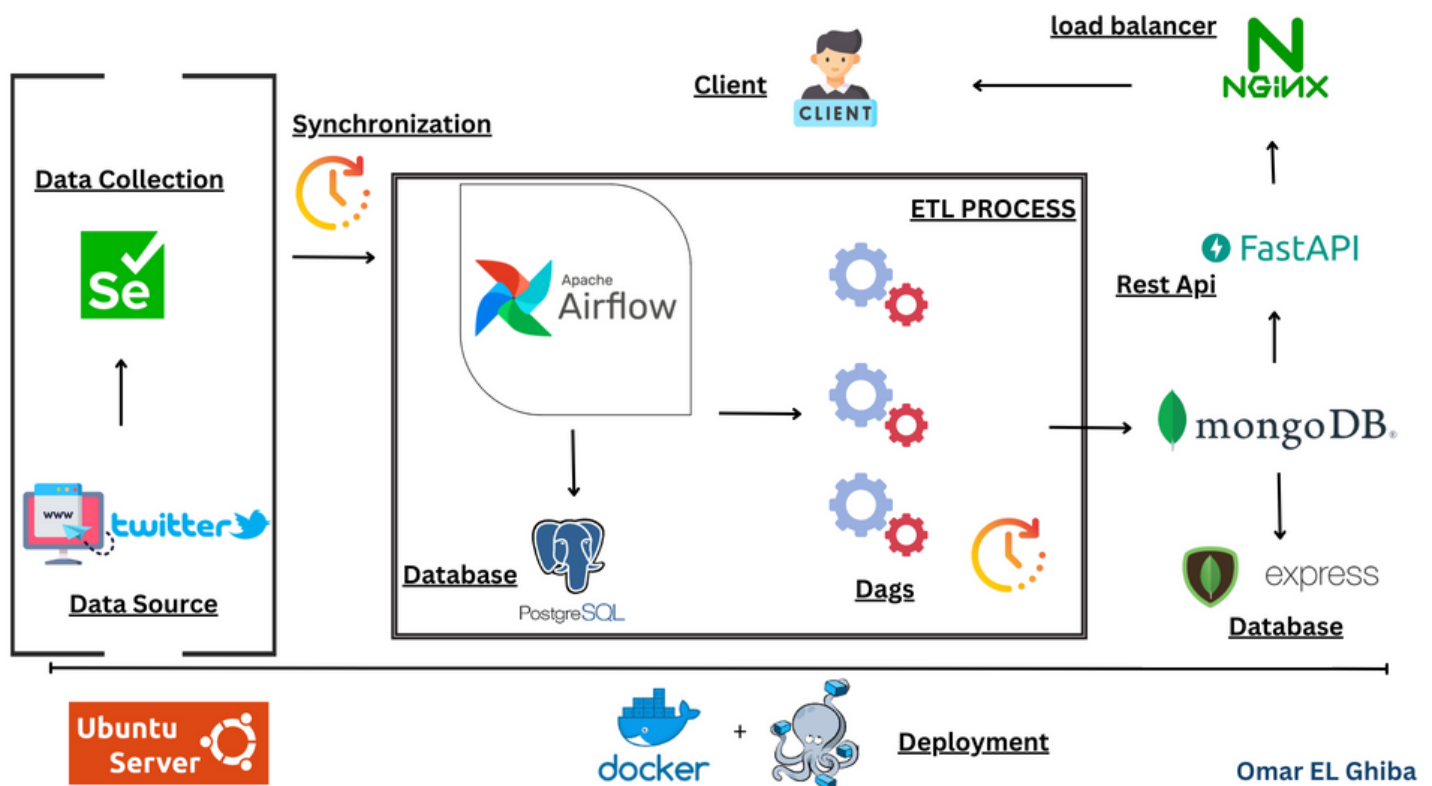 load balancer
NGiNX
Client
CLIENT
Synchronization
Data Collection
Se
www
twitter
Data Source
ETL PROCESS
Apache
Airflow
Database
PostgreSQL
Dags
FastAPI
Rest Api
mongoDB®
express
Database
Ubuntu
Server
docker
+
Deployment
Omar EL Ghiba